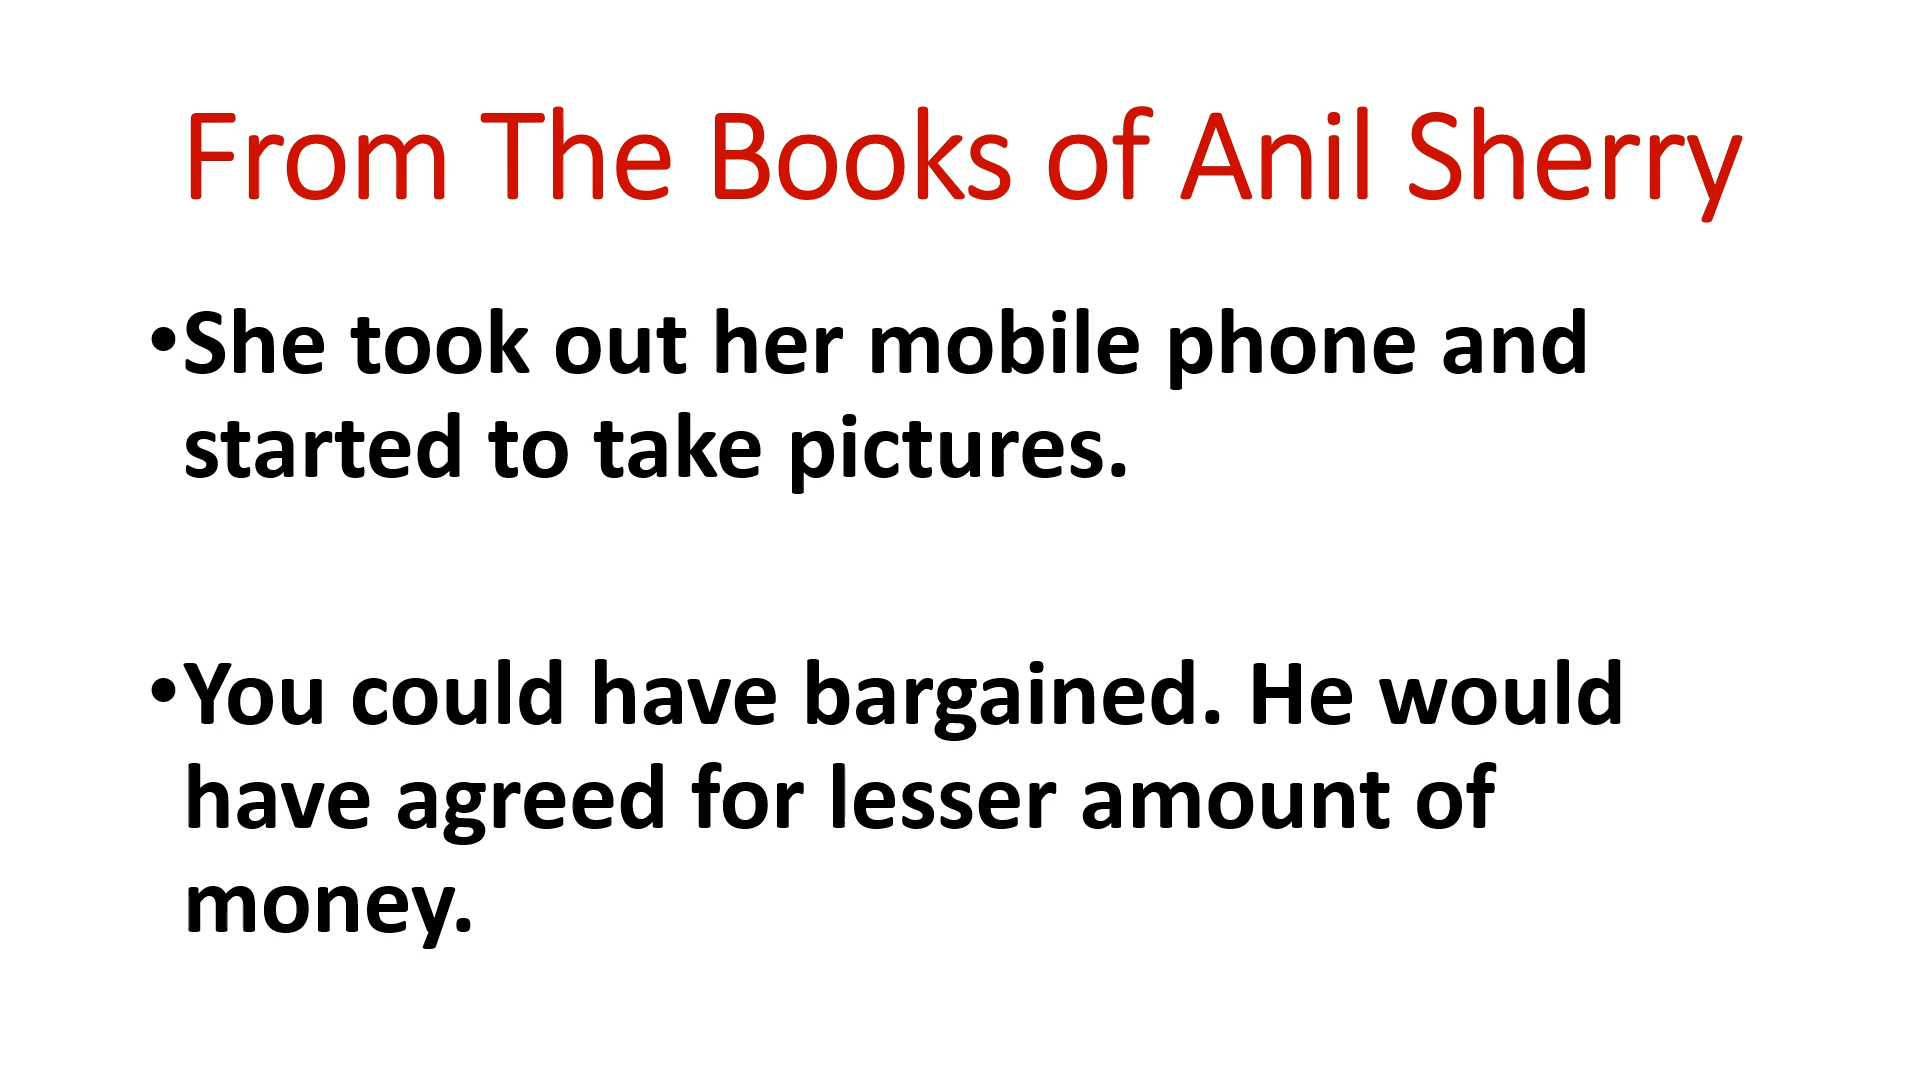 From The Books of Anil Sherry
•She took out her mobile phone and
started to take pictures.
•You could have bargained. He would
have agreed for lesser amount of
money.